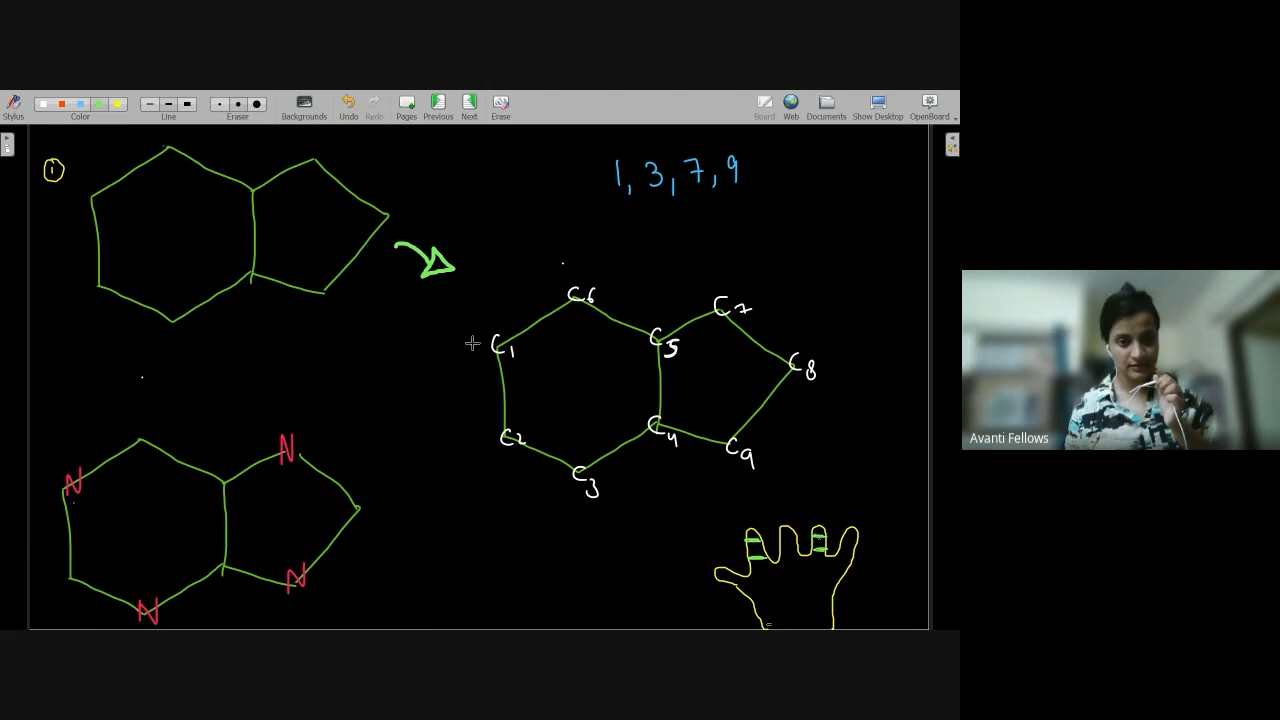 Stylus Color Line Eraser Backgrounds Undo Redo Pages Previous Next Erase Board Web Documents Show Desktop OpenBoard
1
1, 3, 7, 9
C6
C7
C1
C5
C8
C2
C4
C9
C3
N
N
N
N
Avanti Fellows